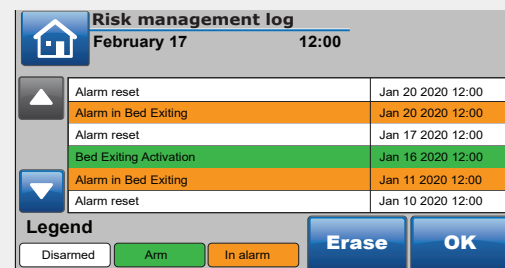 Risk management log
February 17 12:00
Alarm reset Jan 20 2020 12:00
Alarm in Bed Exiting Jan 20 2020 12:00
Alarm reset Jan 17 2020 12:00
Bed Exiting Activation Jan 16 2020 12:00
Alarm in Bed Exiting Jan 11 2020 12:00
Alarm reset Jan 10 2020 12:00
Legend
Disarmed Arm In alarm Erase OK